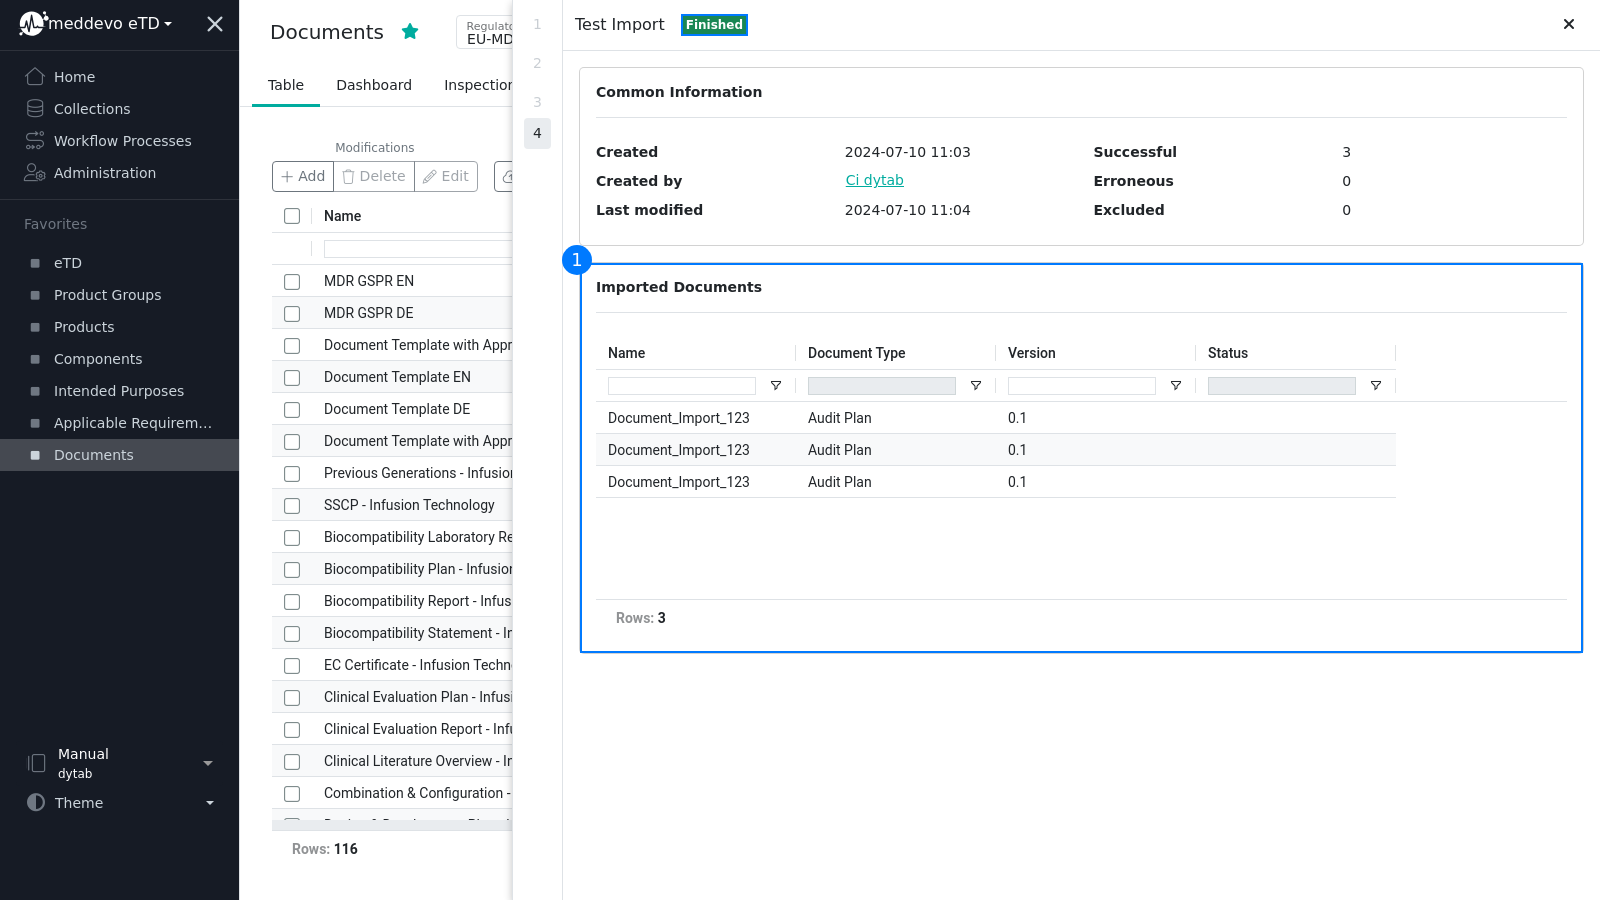 meddevo eTD
Home
Collections
Workflow Processes
Administration
Favorites
eTD
Product Groups
Products
Components
Intended Purposes
Applicable Requirem...
Documents
Manual
dytab
Theme
Documents
EU-MD
Table Dashboard
Modifications
Add Delete Edit
Name
MDR GSPR EN
MDR GSPR DE
Document Template with Appr
Document Template EN
Document Template DE
Document Template with Appr
Previous Generations - Infusion
SSCP - Infusion Technology
Biocompatibility Laboratory Re
Biocompatibility Plan - Infusion
Biocompatibility Report - Infus
Biocompatibility Statement - In
EC Certificate - Infusion Techn
Clinical Evaluation Plan - Infusi
Clinical Evaluation Report - Infu
Clinical Literature Overview - In
Combination & Configuration -
Rows: 116
1
2
3
4
Test Import Finished
Common Information
Created 2024-07-10 11:03 Successful 3
Created by Ci dytab Erroneous 0
Last modified 2024-07-10 11:04 Excluded 0
1
Imported Documents
Name Document Type Version Status
Document_Import_123 Audit Plan 0.1
Document_Import_123 Audit Plan 0.1
Document_Import_123 Audit Plan 0.1
Rows: 3